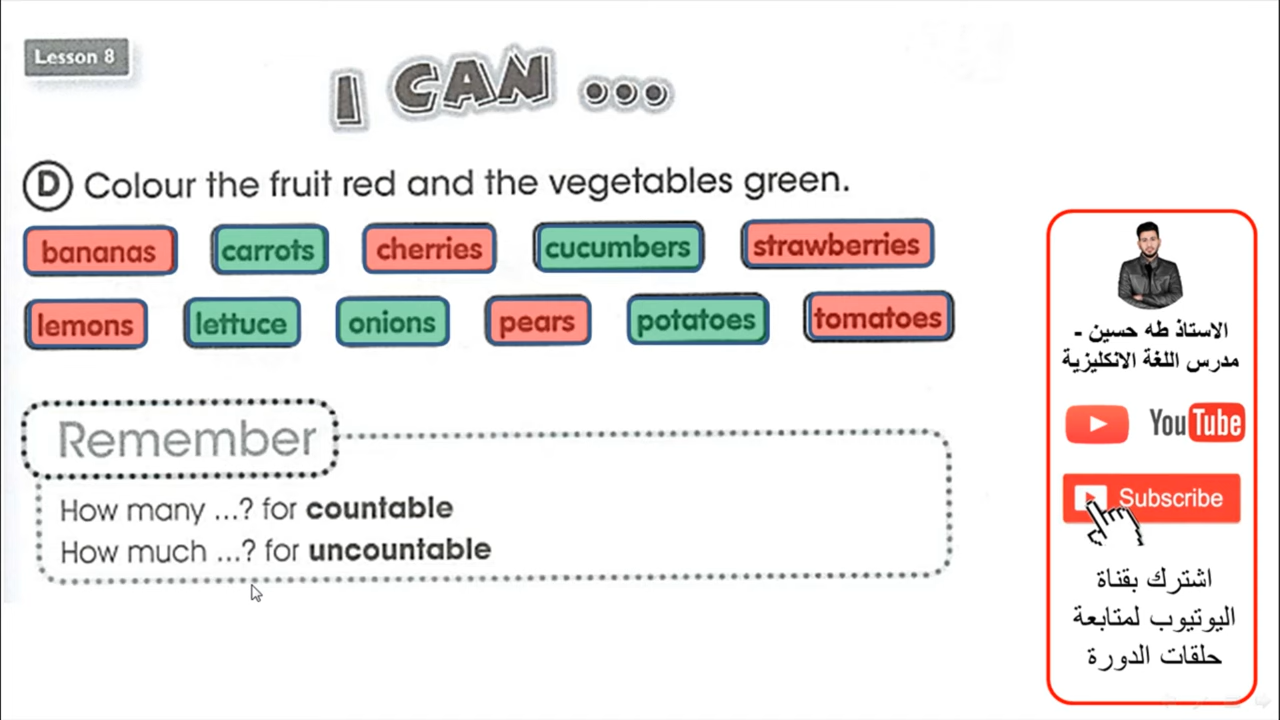 Lesson 8
I CAN ...
D Colour the fruit red and the vegetables green.
bananas carrots cherries cucumbers strawberries
lemons lettuce onions pears potatoes tomatoes
Remember
How many ...? for countable
How much ...? for uncountable
الاستاذ طه حسين -
مدرس اللغة الانكليزية
YouTube
Subscribe
اشترك بقناة
اليوتيوب لمتابعة
حلقات الدورة